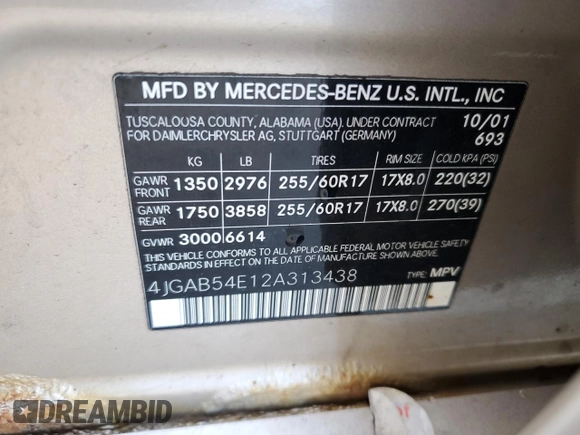 MFD BY MERCEDES-BENZ U.S. INTL., INC
TUSCALOOSA COUNTY, ALABAMA (USA), UNDER CONTRACT 10/01
FOR DAIMLERCHRYSLER AG, STUTTGART (GERMANY) 693
KG LB TIRES RIM SIZE COLD KPA (PSI)
GAWR FRONT 1350 2976 255/60R17 17X8.0 220(32)
GAWR REAR 1750 3858 255/60R17 17X8.0 270(39)
GVWR 3000 6614
THIS VEHICLE CONFORMS TO ALL APPLICABLE FEDERAL MOTOR VEHICLE SAFETY
STANDARDS IN EFFECT ON THE DATE OF MANUFACTURE SHOWN ABOVE.
4JGAB54E12A313438 TYPE: MPV
DREAMBID